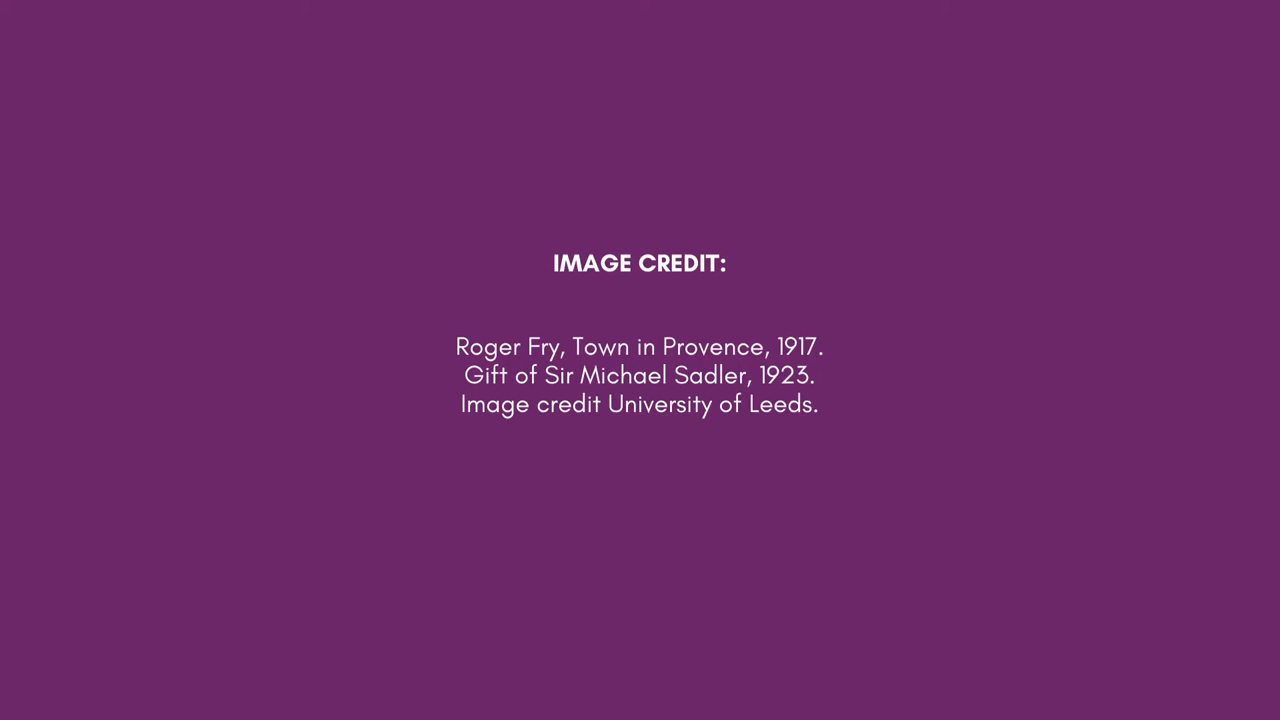 IMAGE CREDIT:
Roger Fry, Town in Provence, 1917.
Gift of Sir Michael Sadler, 1923.
Image credit University of Leeds.